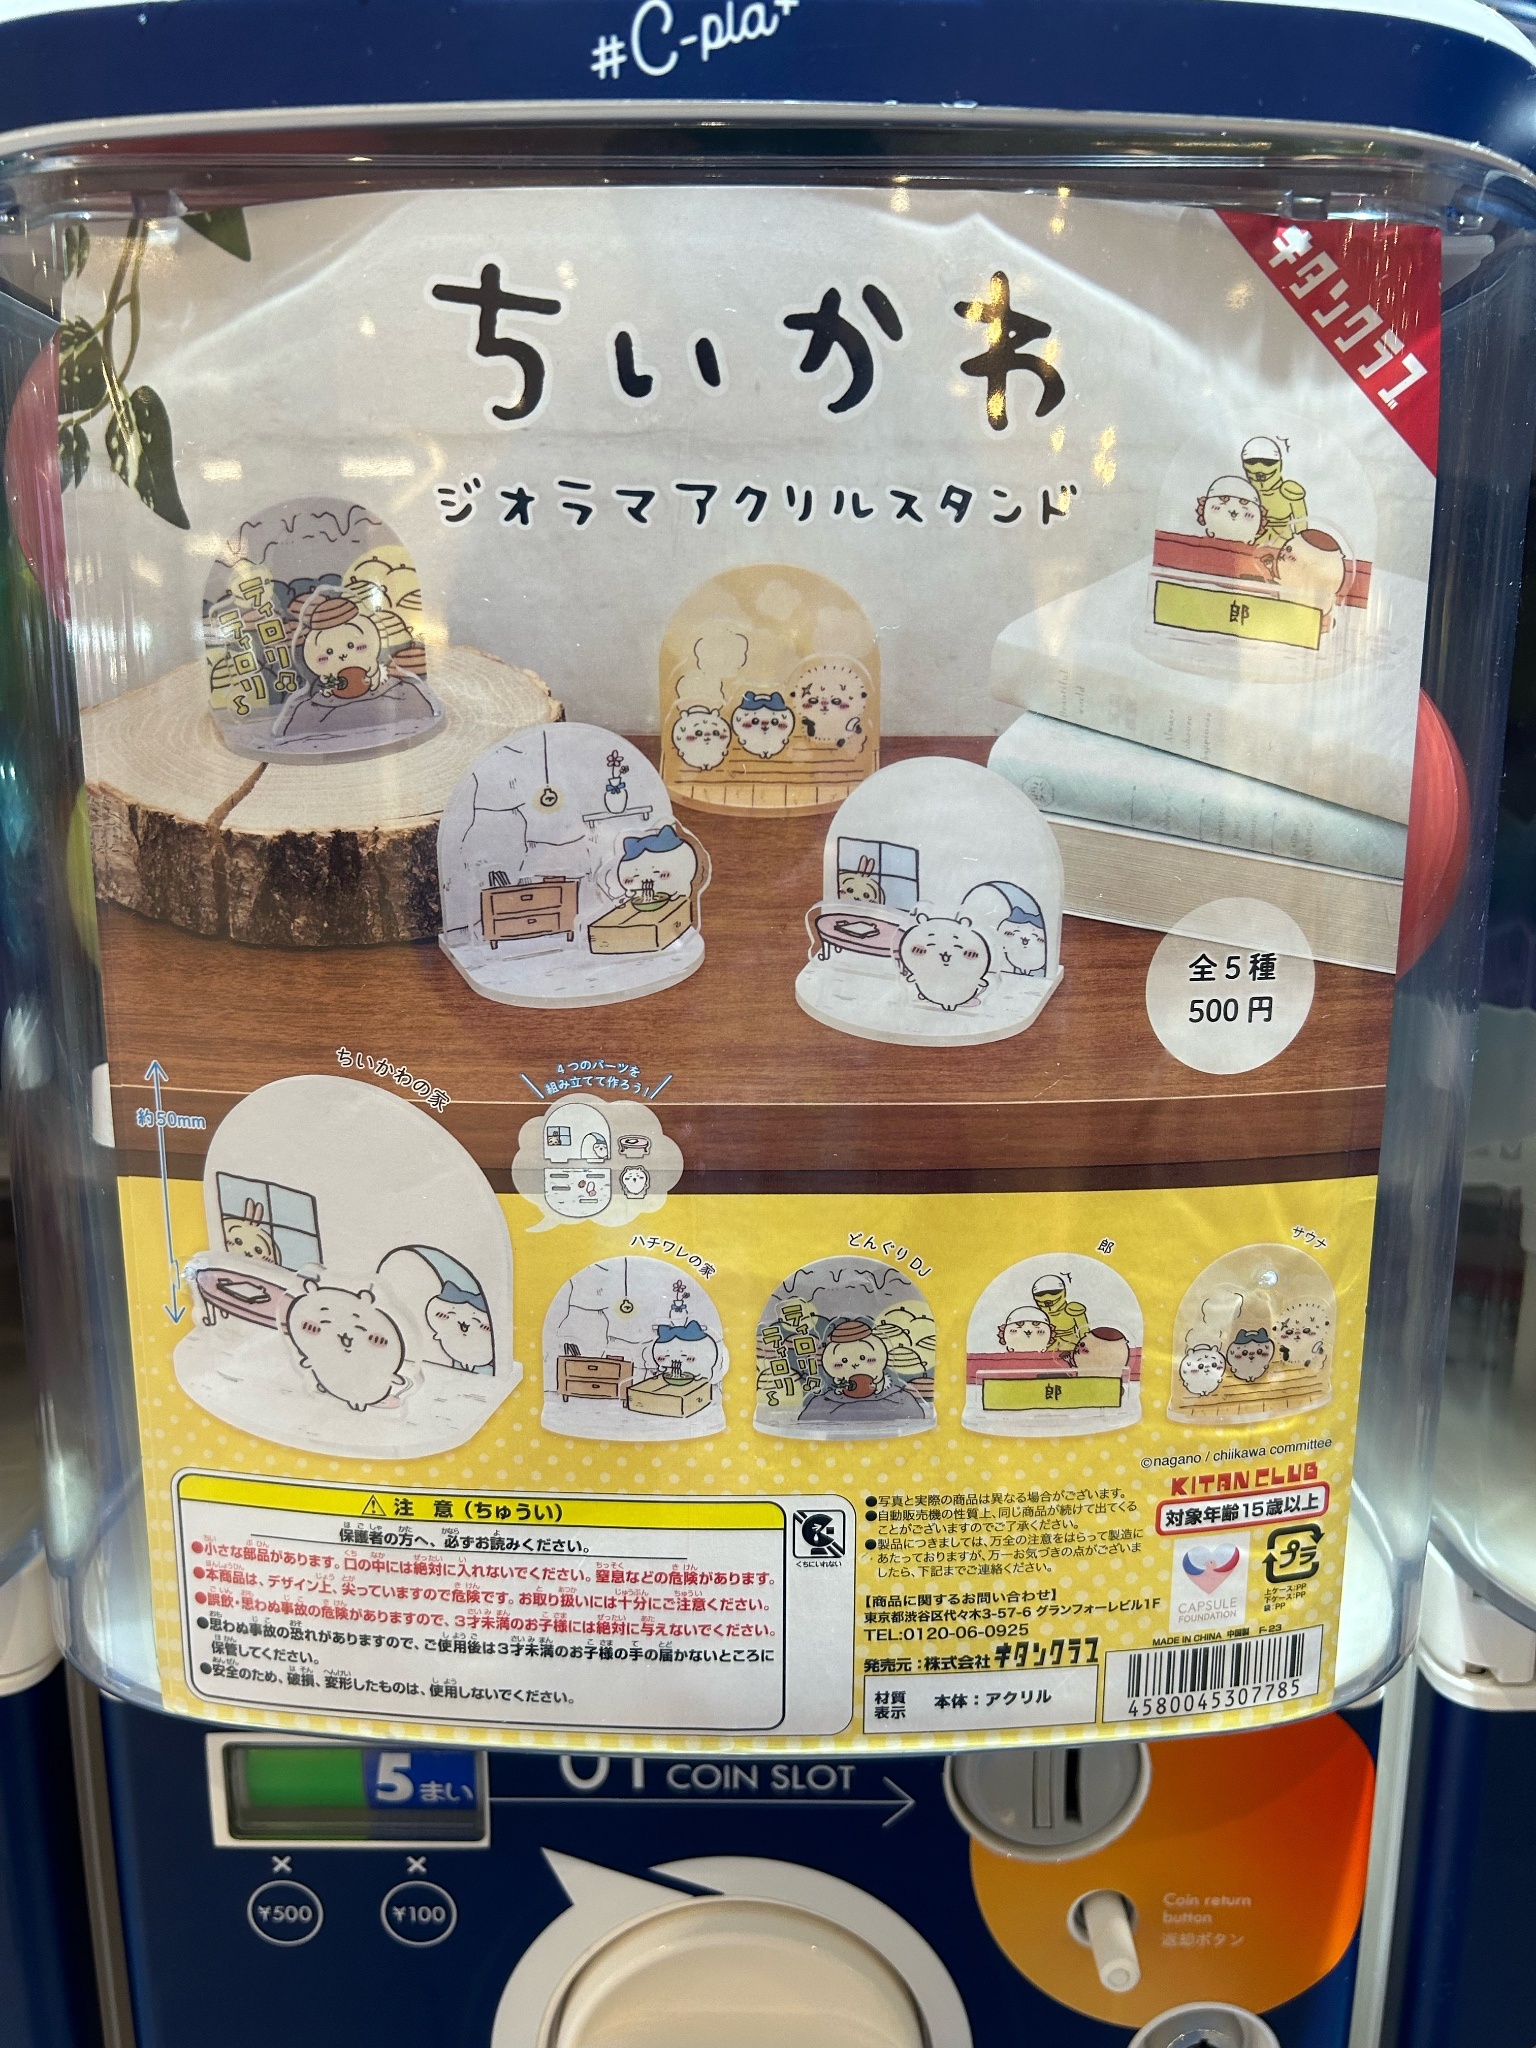 #C-pla+
キタンクラブ
ちいかわ
ジオラマアクリルスタンド
ティロリ♫
ティロリ♪
郎
全5種
500円
ちいかわの家
4つのパーツを
組み立てて作ろう!
約50mm
ハチワレの家
どんぐりDJ
郎
サウナ
ティロリ♫
ティロリ♪
郎
©nagano / chiikawa committee
KITAN CLUB
対象年齢15歳以上
⚠注 意(ちゅうい)
保護者の方へ、必ずお読みください。
●小さな部品があります。口の中には絶対に入れないでください。窒息などの危険があります。
●本商品は、デザイン上、尖っていますので危険です。お取り扱いには十分にご注意ください。
●誤飲・思わぬ事故の危険がありますので、3才未満のお子様には絶対に与えないでください。
●思わぬ事故の恐れがありますので、ご使用後は3才未満のお子様の手の届かないところに
保管してください。
●安全のため、破損、変形したものは、使用しないでください。
くちにいれない
●写真と実際の商品は異なる場合がございます。
●自動販売機の性質上、同じ商品が続けて出てくる
ことがございますのでご了承ください。
●製品につきましては、万全の注意をはらって製造に
あたっておりますが、万一お気づきの点がございま
したら、下記までご連絡ください。
【商品に関するお問い合わせ】
東京都渋谷区代々木3-57-6 グランフォーレビル1F
TEL:0120-06-0925
発売元:株式会社キタンクラブ
材質
表示
本体:アクリル
CAPSULE
FOUNDATION
プラ
上ケース:PP
下ケース:PP
袋:PP
MADE IN CHINA 中国製 F-23
4580045307785
5まい
01 COIN SLOT
×
×
¥500
¥100
Coin return
button
返却ボタン